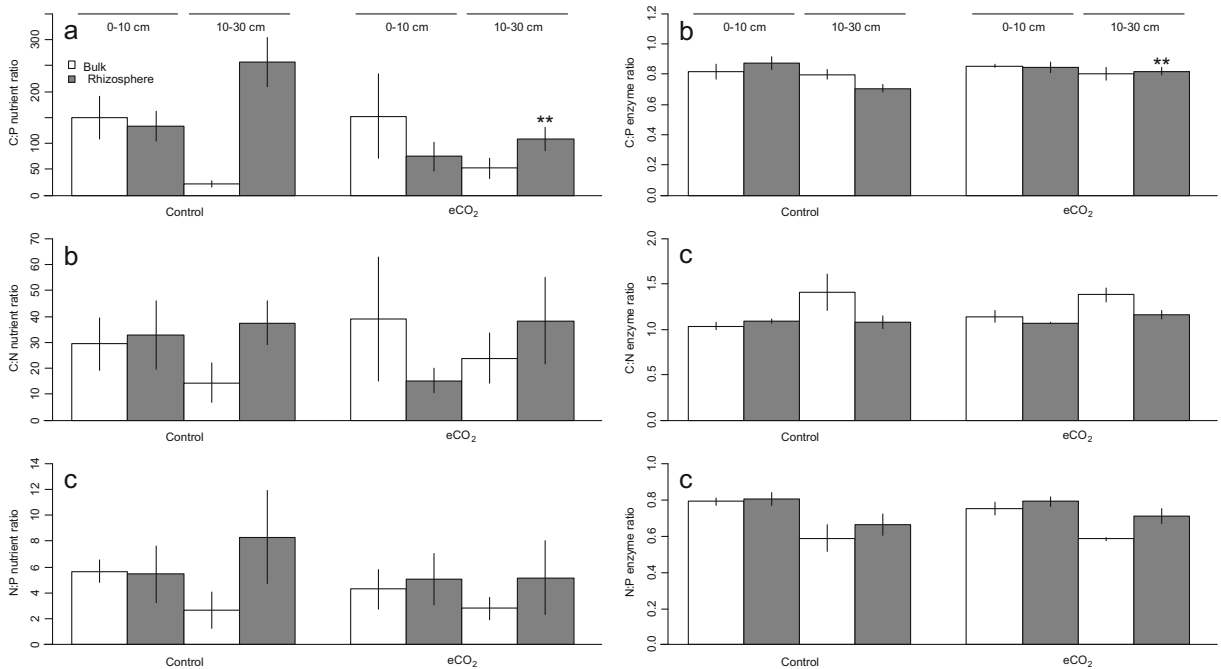 0-10 cm 10-30 cm 0-10 cm 10-30 cm
a
Bulk
Rhizosphere
C:P nutrient ratio
0 50 100 150 200 250 300 350
**
Control eCO2
0-10 cm 10-30 cm 0-10 cm 10-30 cm
b
C:P enzyme ratio
0.0 0.2 0.4 0.6 0.8 1.0 1.2
**
Control eCO2
b
C:N nutrient ratio
0 10 20 30 40 50 60 70
Control eCO2
c
C:N enzyme ratio
0.0 0.5 1.0 1.5 2.0
Control eCO2
c
N:P nutrient ratio
0 2 4 6 8 10 12 14
Control eCO2
c
N:P enzyme ratio
0.0 0.2 0.4 0.6 0.8 1.0
Control eCO2